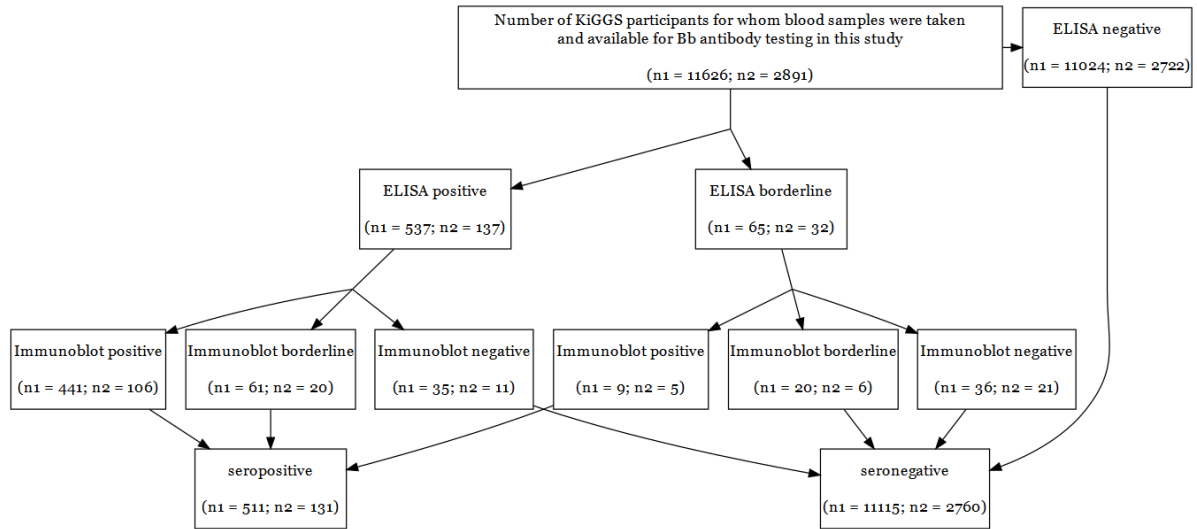 Number of KiGGS participants for whom blood samples were taken
and available for Bb antibody testing in this study
(n1 = 11626; n2 = 2891)
ELISA negative
(n1 = 11024; n2 = 2722)
ELISA positive
(n1 = 537; n2 = 137)
ELISA borderline
(n1 = 65; n2 = 32)
Immunoblot positive
(n1 = 441; n2 = 106)
Immunoblot borderline
(n1 = 61; n2 = 20)
Immunoblot negative
(n1 = 35; n2 = 11)
Immunoblot positive
(n1 = 9; n2 = 5)
Immunoblot borderline
(n1 = 20; n2 = 6)
Immunoblot negative
(n1 = 36; n2 = 21)
seropositive
(n1 = 511; n2 = 131)
seronegative
(n1 = 11115; n2 = 2760)